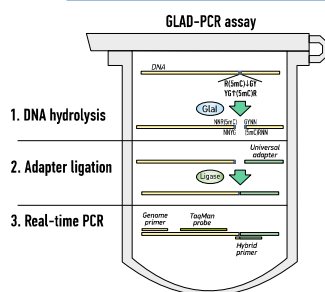 GLAD-PCR assay
DNA
R(5mC)↓GY
YG↑(5mC)R
1. DNA hydrolysis
GlaI
NNR(5mC) GYNN
NNYG (5mC)RNN
Universal
adapter
2. Adapter ligation
Ligase
3. Real-time PCR
Genome
primer
TaqMan
probe
Hybrid
primer